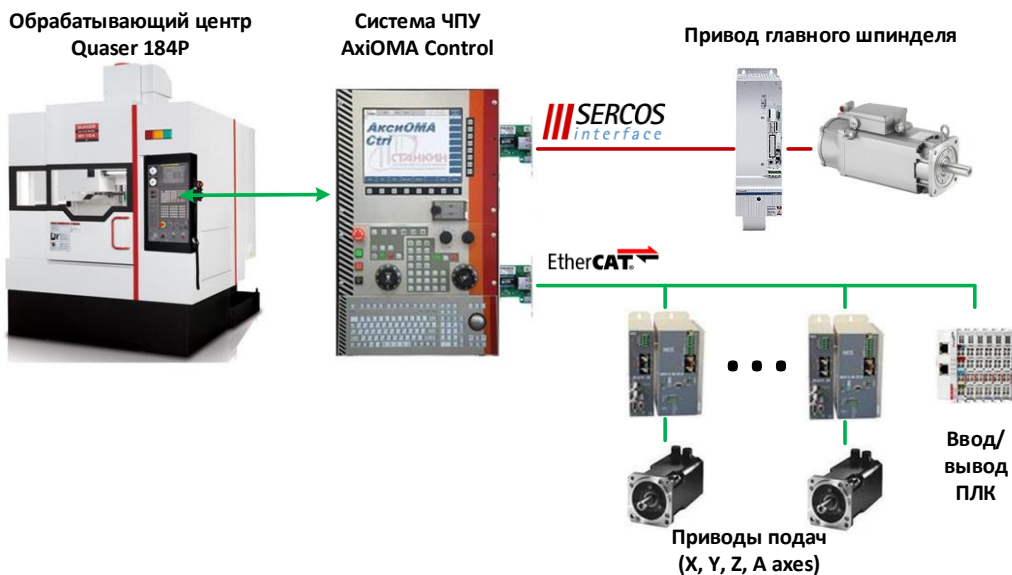 Обрабатывающий центр
Quaser 184P
Система ЧПУ
AxiOMA Control
Привод главного шпинделя
АксиОМА
Ctrl
СТАНКИН
SERCOS
interface
EtherCAT
Ввод/
вывод
ПЛК
Приводы подач
(X, Y, Z, A axes)